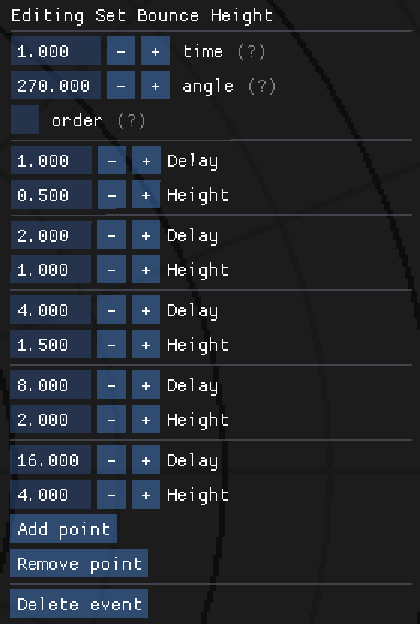 Editing Set Bounce Height
1.000 - + time (?)
270.000 - + angle (?)
order (?)
1.000 - + Delay
0.500 - + Height
2.000 - + Delay
1.000 - + Height
4.000 - + Delay
1.500 - + Height
8.000 - + Delay
2.000 - + Height
16.000 - + Delay
4.000 - + Height
Add point
Remove point
Delete event